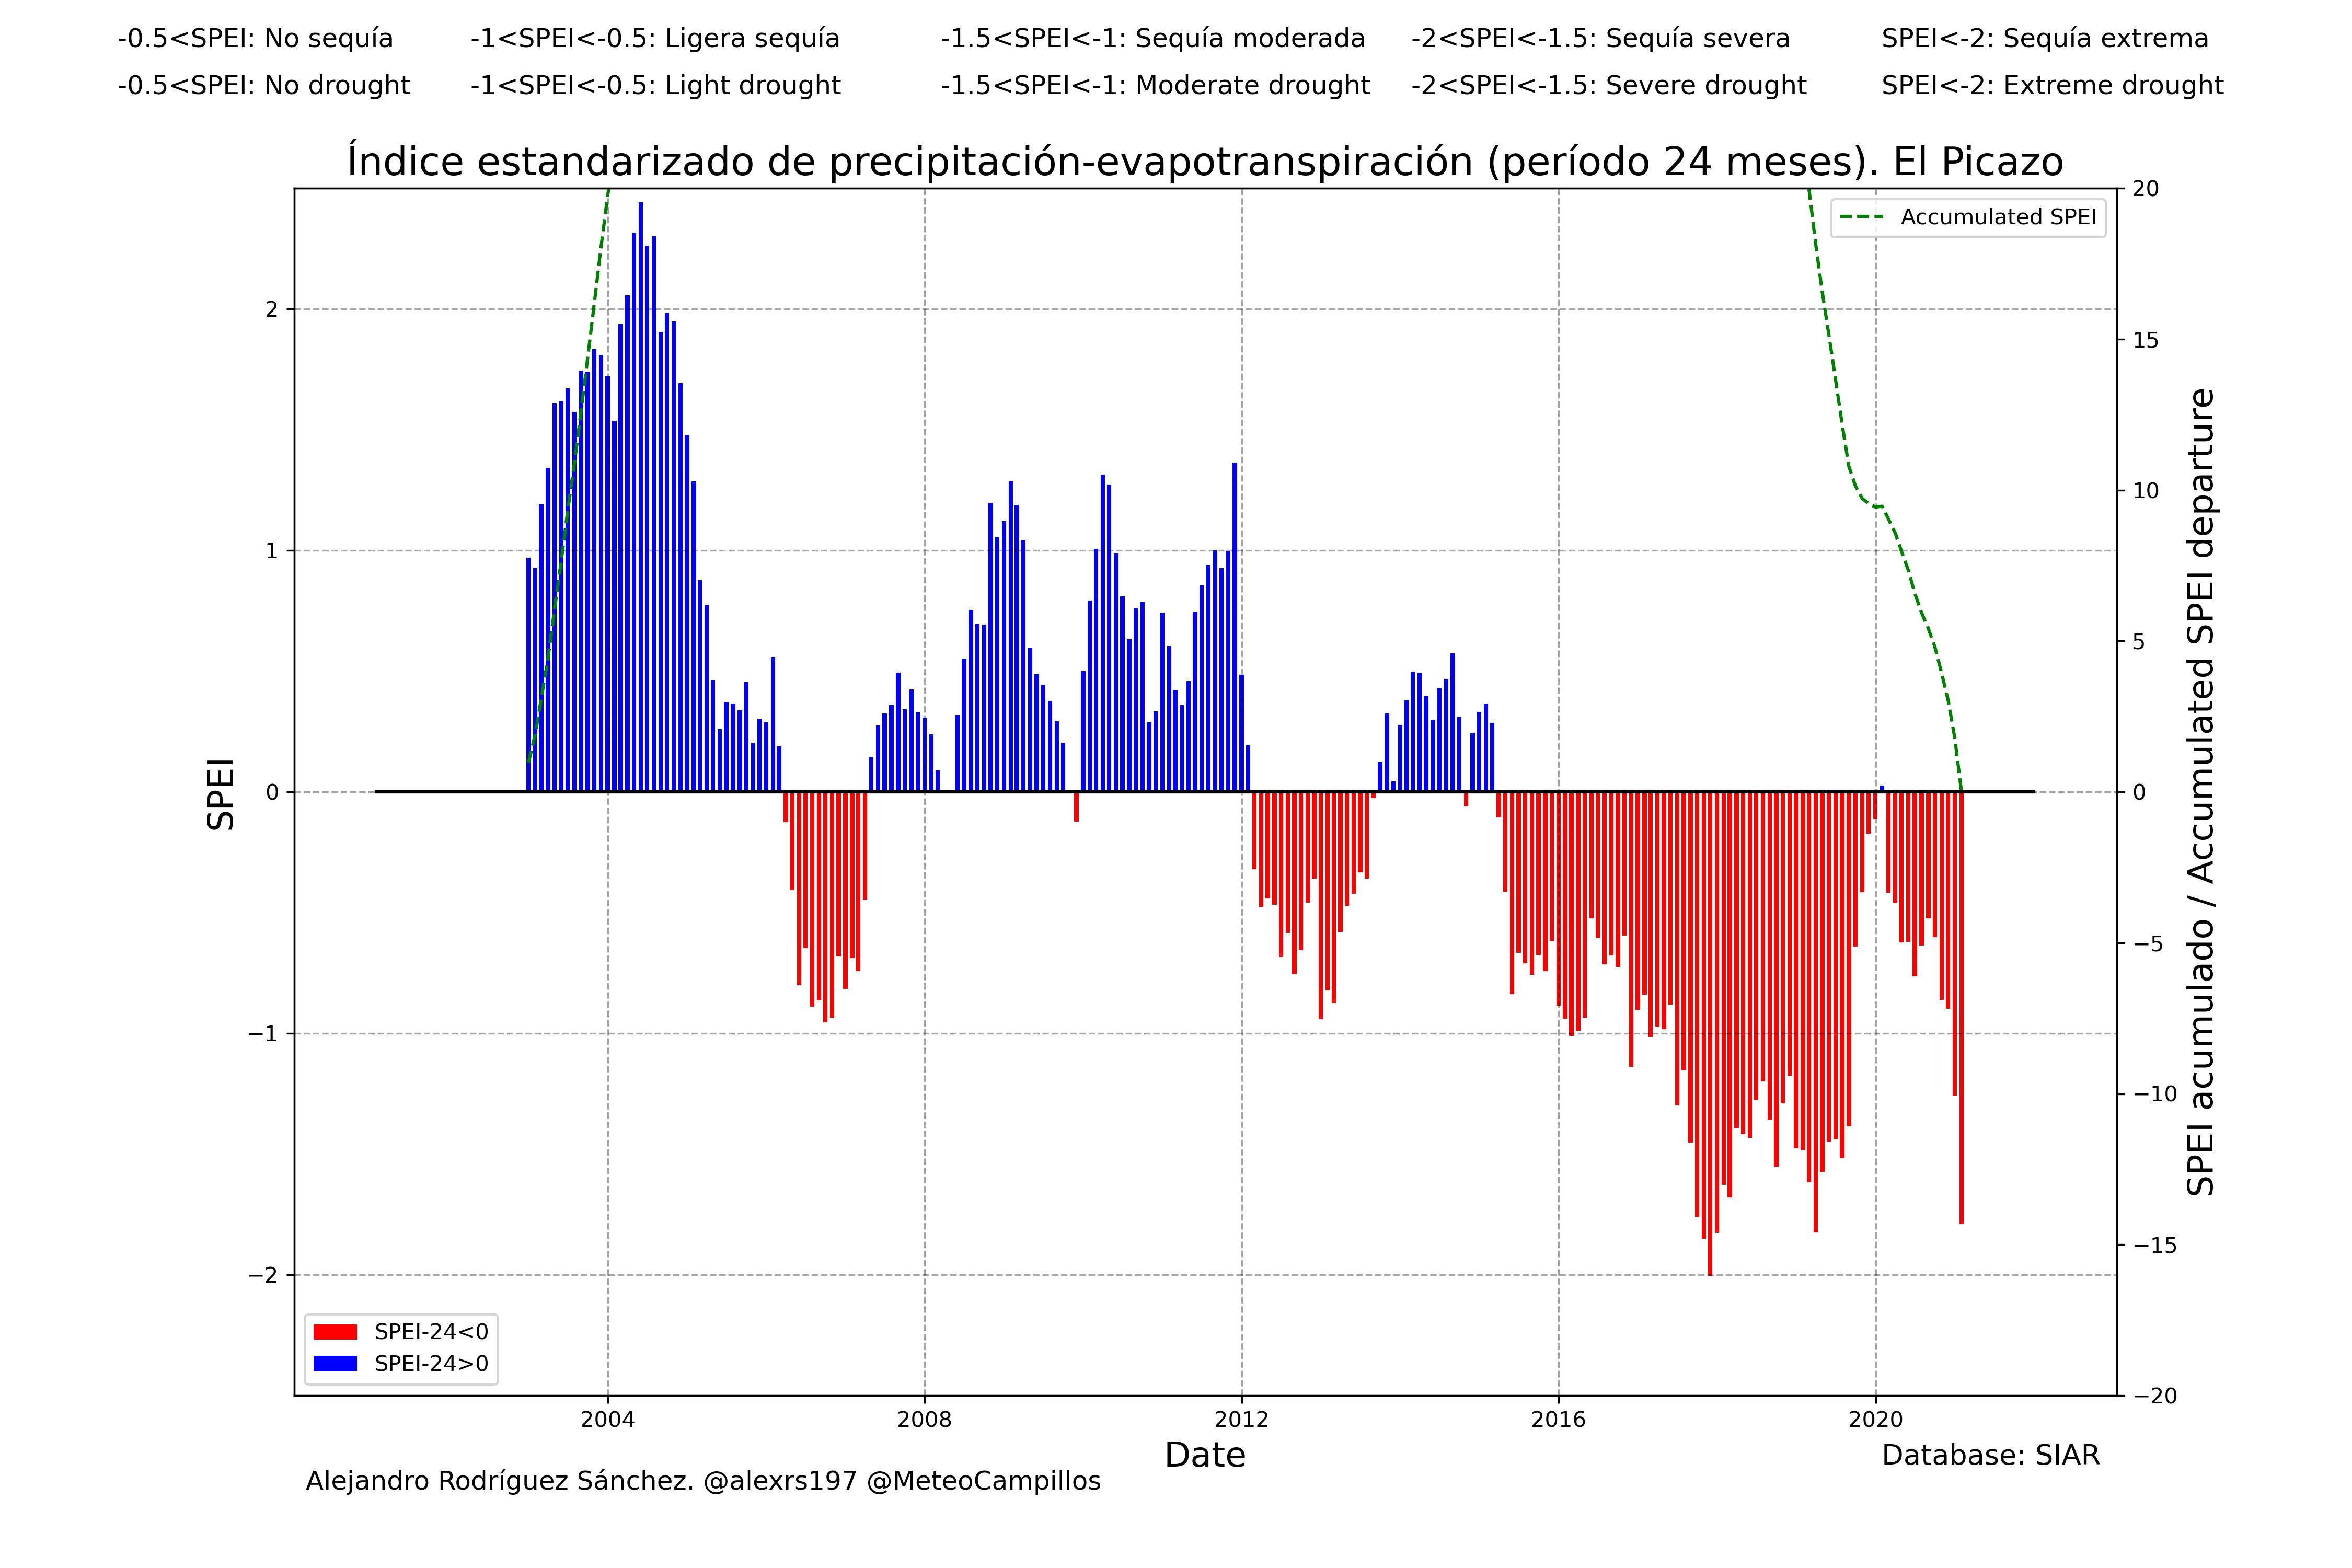 -0.5<SPEI: No sequía -1<SPEI<-0.5: Ligera sequía -1.5<SPEI<-1: Sequía moderada -2<SPEI<-1.5: Sequía severa SPEI<-2: Sequía extrema
-0.5<SPEI: No drought -1<SPEI<-0.5: Light drought -1.5<SPEI<-1: Moderate drought -2<SPEI<-1.5: Severe drought SPEI<-2: Extreme drought
Índice estandarizado de precipitación-evapotranspiración (período 24 meses). El Picazo
SPEI
2
1
0
−1
−2
Accumulated SPEI
20
15
10
5
0
−5
−10
−15
−20
SPEI acumulado / Accumulated SPEI departure
SPEI-24<0
SPEI-24>0
2004 2008 2012 2016 2020
Date
Database: SIAR
Alejandro Rodríguez Sánchez. @alexrs197 @MeteoCampillos